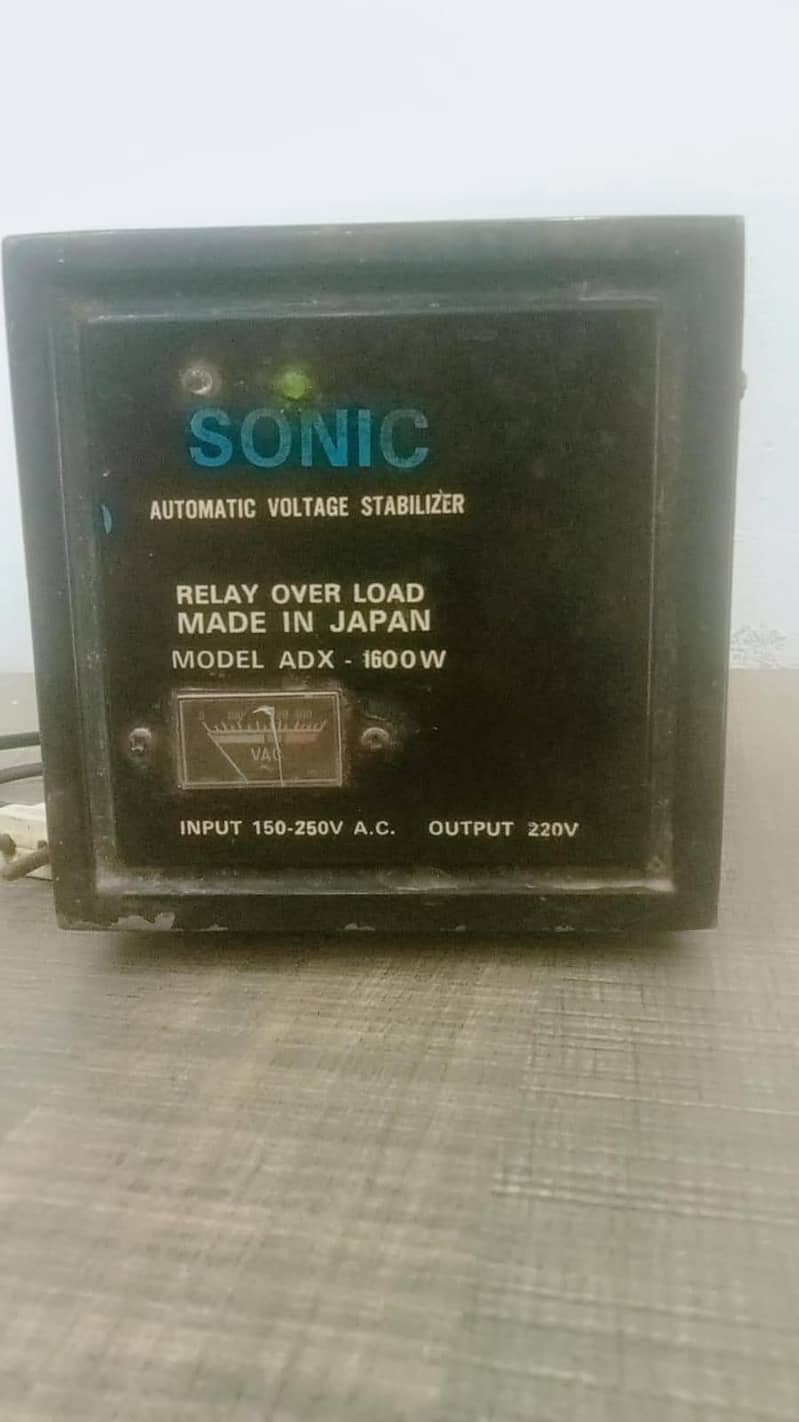 SONIC
AUTOMATIC VOLTAGE STABILIZER
RELAY OVER LOAD
MADE IN JAPAN
MODEL ADX - 1600W
VAC
INPUT 150-250V A.C. OUTPUT 220V